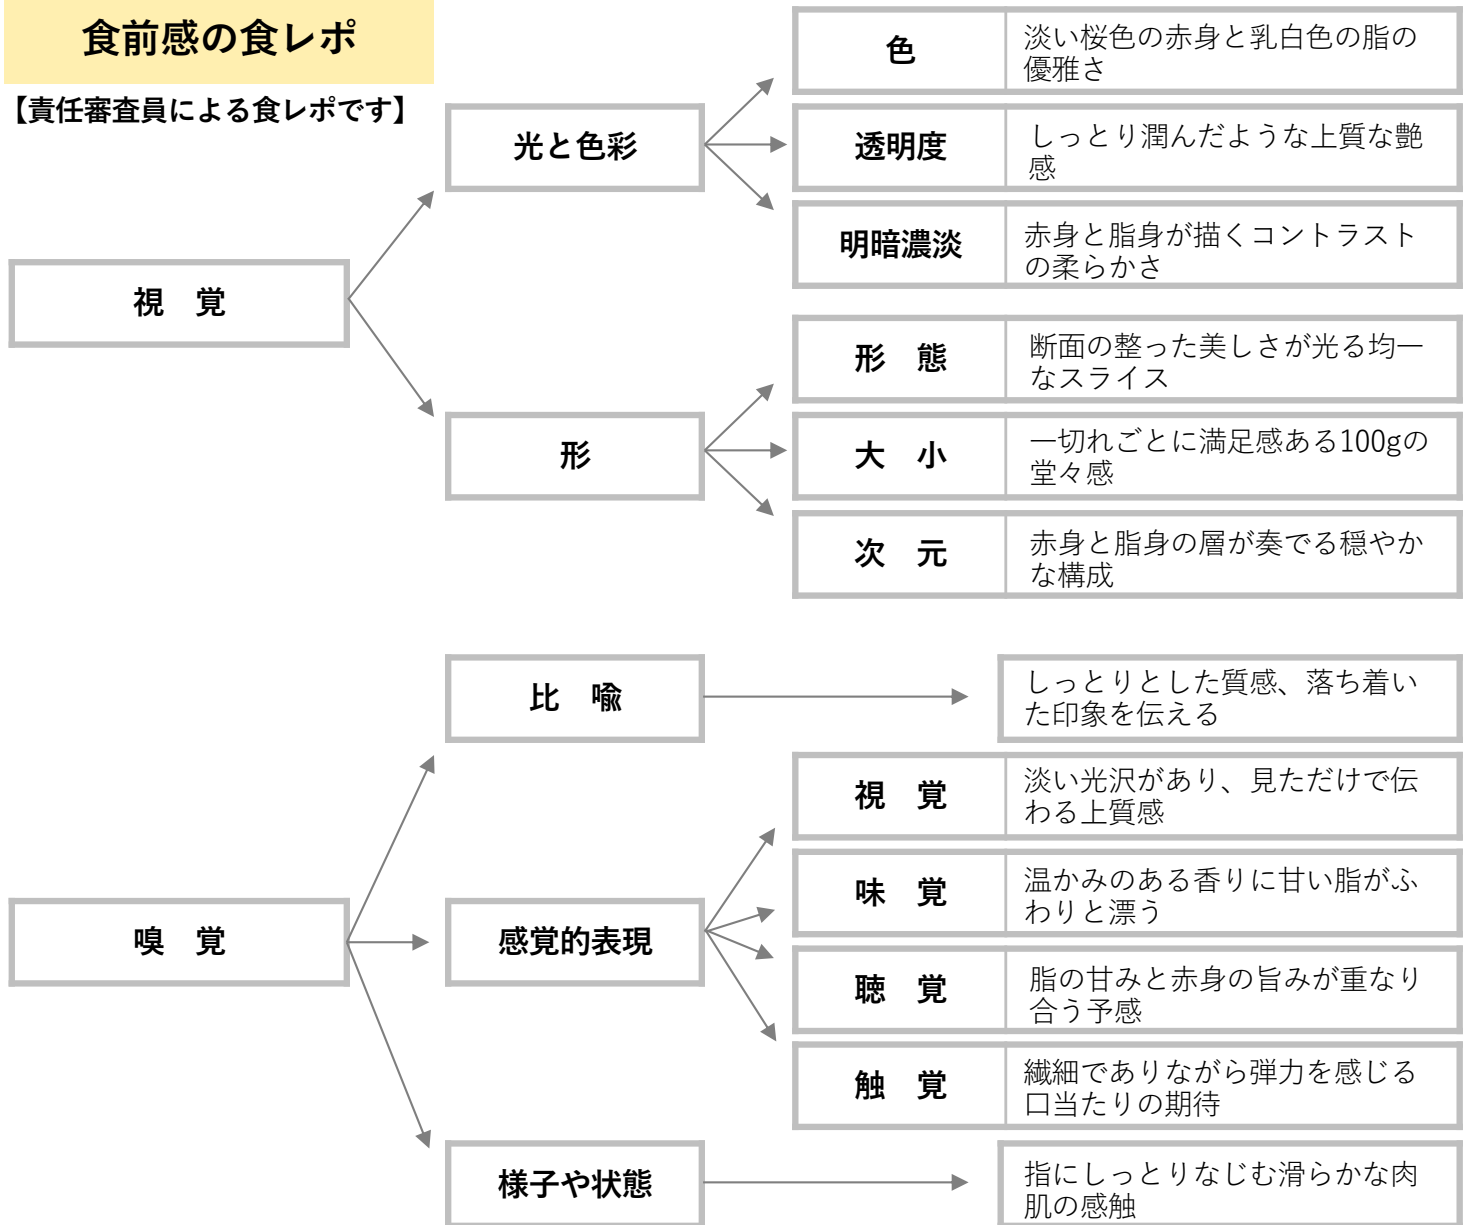 食前感の食レポ
【責任審査員による食レポです】
視　覚
光と色彩
色
淡い桜色の赤身と乳白色の脂の
優雅さ
透明度
しっとり潤んだような上質な艶
感
明暗濃淡
赤身と脂身が描くコントラスト
の柔らかさ
形
形　態
断面の整った美しさが光る均一
なスライス
大　小
一切れごとに満足感ある100gの
堂々感
次　元
赤身と脂身の層が奏でる穏やか
な構成
嗅　覚
比　喩
しっとりとした質感、落ち着い
た印象を伝える
感覚的表現
視　覚
淡い光沢があり、見ただけで伝
わる上質感
味　覚
温かみのある香りに甘い脂がふ
わりと漂う
聴　覚
脂の甘みと赤身の旨みが重なり
合う予感
触　覚
繊細でありながら弾力を感じる
口当たりの期待
様子や状態
指にしっとりなじむ滑らかな肉
肌の感触